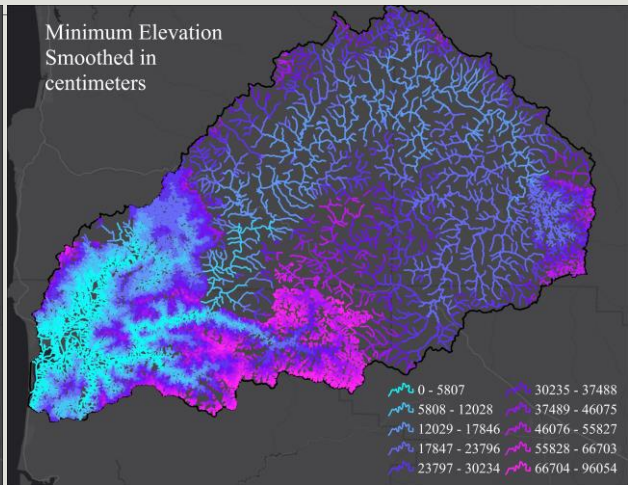 Minimum Elevation
Smoothed in
centimeters
0 - 5807
5808 - 12028
12029 - 17846
17847 - 23796
23797 - 30234
30235 - 37488
37489 - 46075
46076 - 55827
55828 - 66703
66704 - 96054